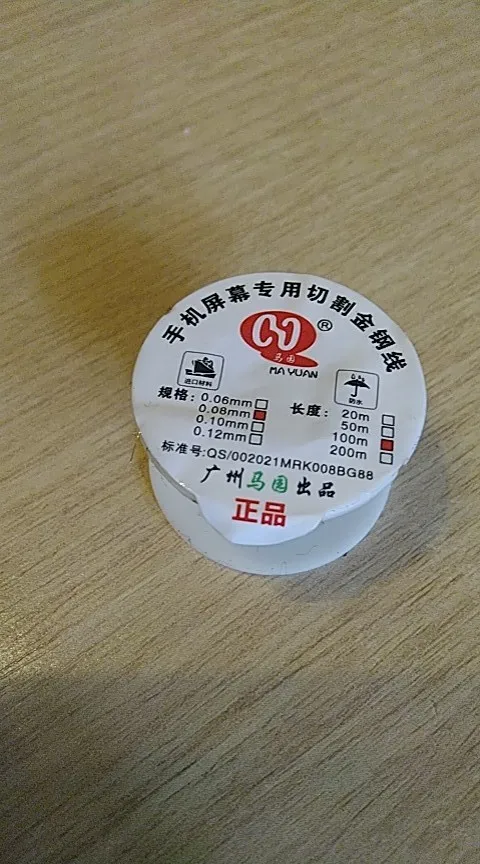 手机屏幕专用切割金钢线
®
马园
MA YUAN
进口材料
防水
规格: 0.06mm
0.08mm
0.10mm
0.12mm
长度: 20m
50m
100m
200m
标准号:QS/002021MRK008BG88
广州马园出品
正品